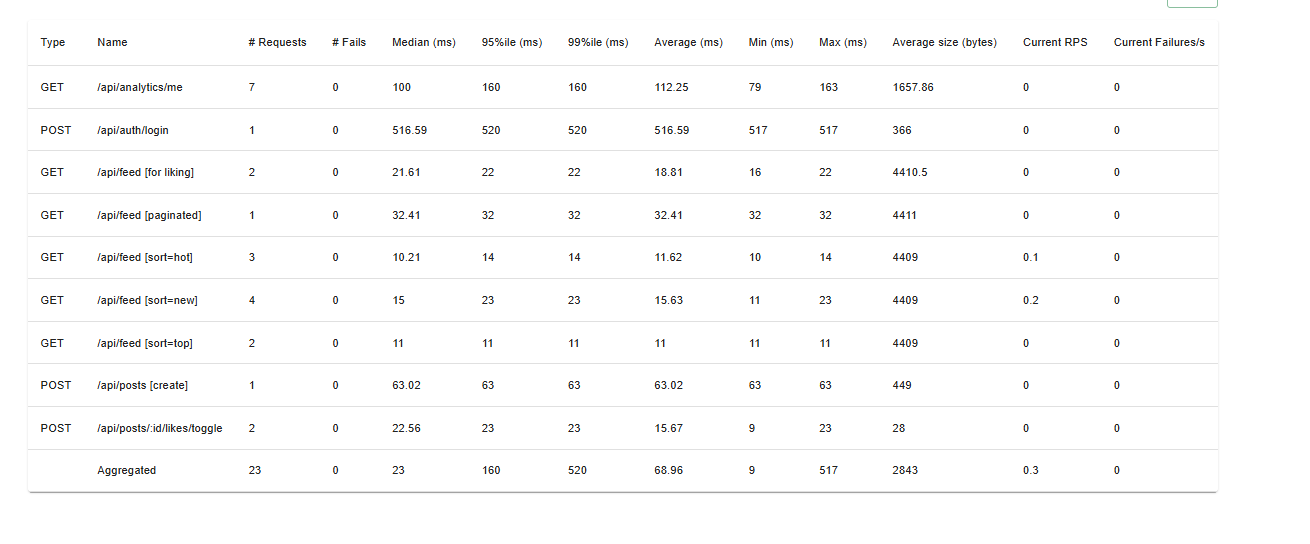 Type Name # Requests # Fails Median (ms) 95%ile (ms) 99%ile (ms) Average (ms) Min (ms) Max (ms) Average size (bytes) Current RPS Current Failures/s
GET /api/analytics/me 7 0 100 160 160 112.25 79 163 1657.86 0 0
POST /api/auth/login 1 0 516.59 520 520 516.59 517 517 366 0 0
GET /api/feed [for liking] 2 0 21.61 22 22 18.81 16 22 4410.5 0 0
GET /api/feed [paginated] 1 0 32.41 32 32 32.41 32 32 4411 0 0
GET /api/feed [sort=hot] 3 0 10.21 14 14 11.62 10 14 4409 0.1 0
GET /api/feed [sort=new] 4 0 15 23 23 15.63 11 23 4409 0.2 0
GET /api/feed [sort=top] 2 0 11 11 11 11 11 11 4409 0 0
POST /api/posts [create] 1 0 63.02 63 63 63.02 63 63 449 0 0
POST /api/posts/:id/likes/toggle 2 0 22.56 23 23 15.67 9 23 28 0 0
Aggregated 23 0 23 160 520 68.96 9 517 2843 0.3 0